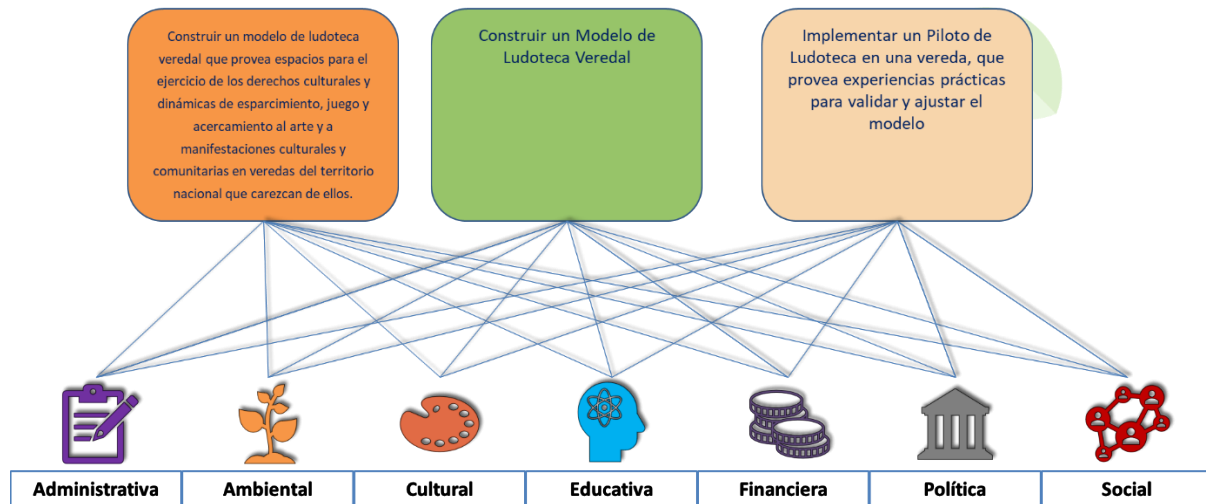 Construir un modelo de ludoteca
veredal que provea espacios para el
ejercicio de los derechos culturales y
dinámicas de esparcimiento, juego y
acercamiento al arte y a
manifestaciones culturales y
comunitarias en veredas del territorio
nacional que carezcan de ellos.
Construir un Modelo de
Ludoteca Veredal
Implementar un Piloto de
Ludoteca en una vereda, que
provea experiencias prácticas
para validar y ajustar el
modelo
Administrativa
Ambiental
Cultural
Educativa
Financiera
Política
Social